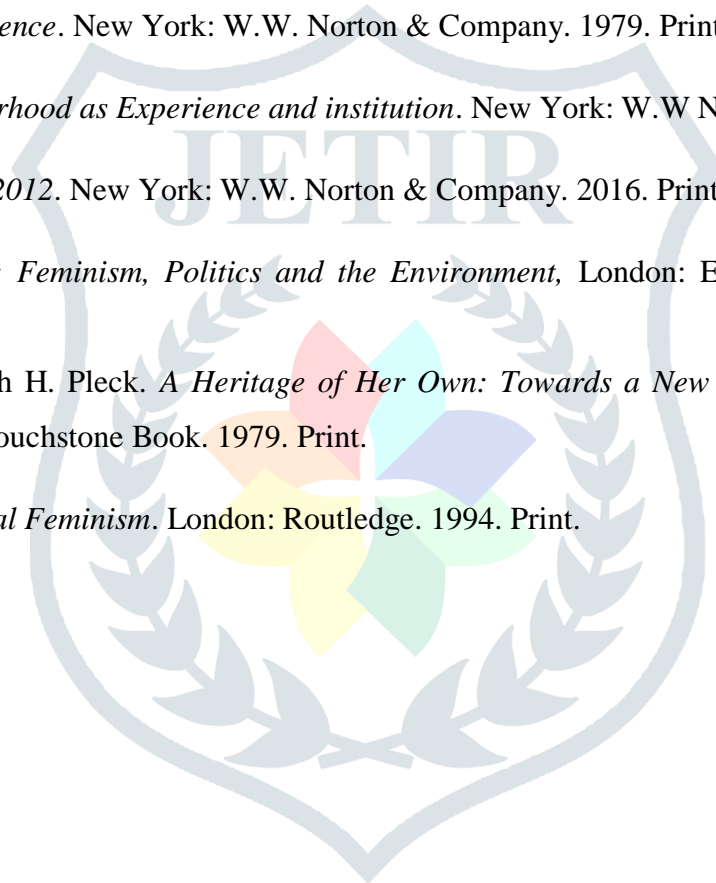 ence. New York: W.W. Norton & Company. 1979. Print
rhood as Experience and institution. New York: W.W N
2012. New York: W.W. Norton & Company. 2016. Print
Feminism, Politics and the Environment, London: E
h H. Pleck. A Heritage of Her Own: Towards a New
ouchstone Book. 1979. Print.
al Feminism. London: Routledge. 1994. Print.
JETIR